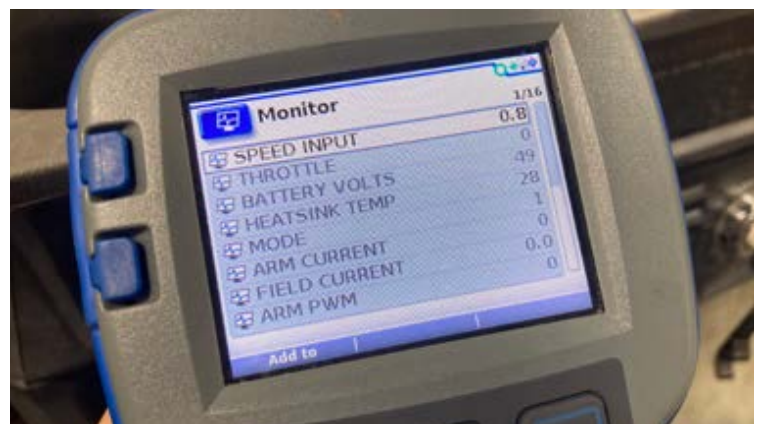 Monitor
1/16
SPEED INPUT 0.8
THROTTLE 0
BATTERY VOLTS 49
HEATSINK TEMP 28
MODE 1
ARM CURRENT 0
FIELD CURRENT 0.0
ARM PWM 0
Add to